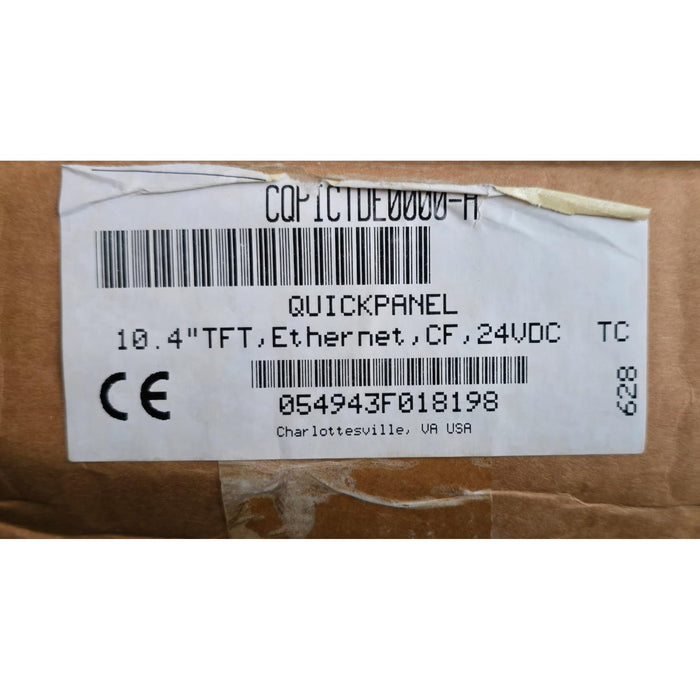 CQPICTDE0000-A
QUICKPANEL
10.4"TFT,Ethernet,CF,24VDC TC
CE
054943F018198
628
Charlottesville, VA USA